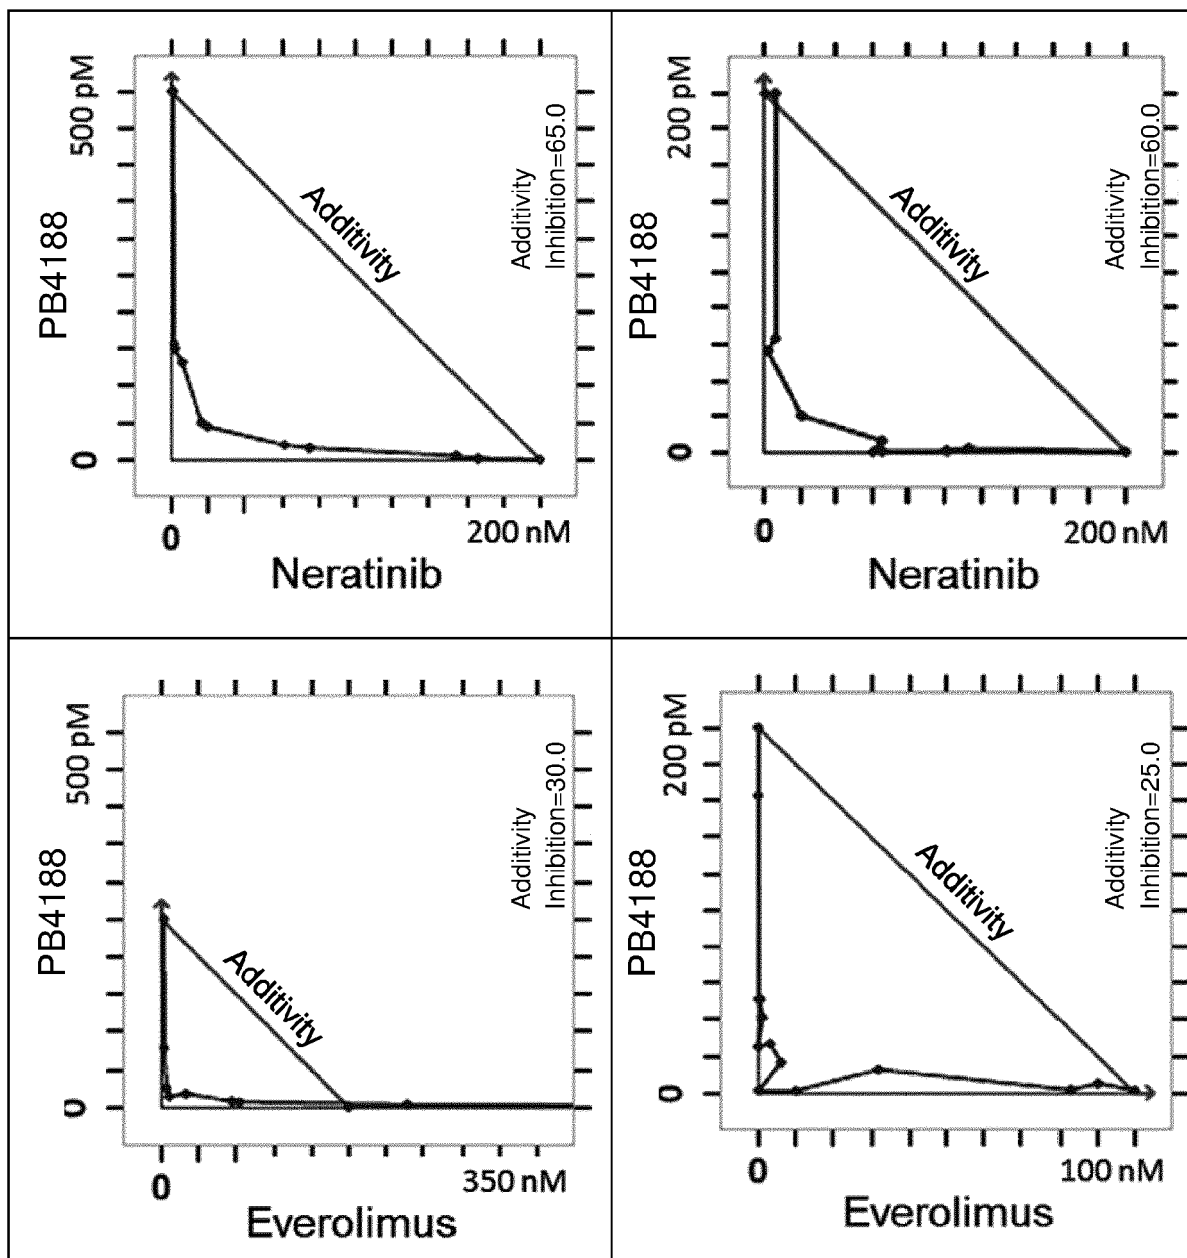 500 pM
PB4188
0
Additivity
Additivity
Inhibition=65.0
0
200 nM
Neratinib
200 pM
PB4188
0
Additivity
Additivity
Inhibition=60.0
0
200 nM
Neratinib
500 pM
PB4188
0
Additivity
Additivity
Inhibition=30.0
0
350 nM
Everolimus
200 pM
PB4188
0
Additivity
Additivity
Inhibition=25.0
0
100 nM
Everolimus